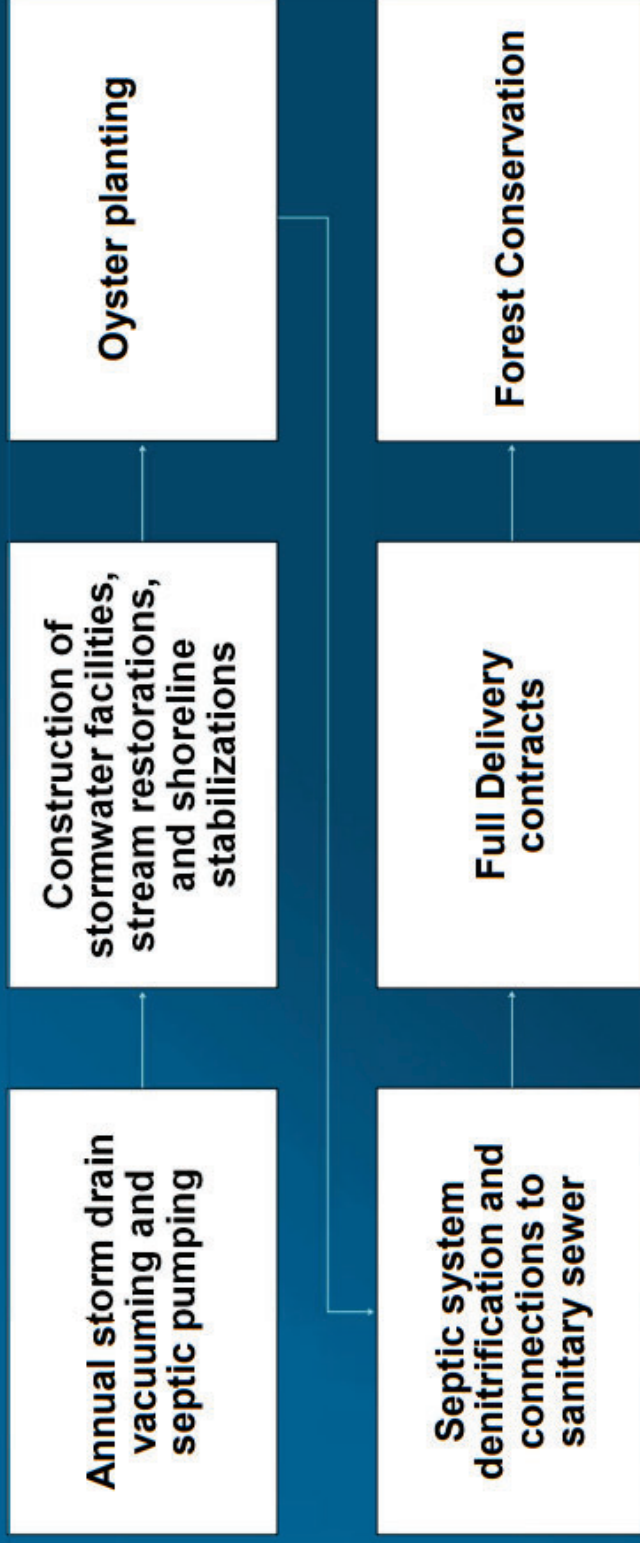 Annual storm drain
vacuuming and
septic pumping
Construction of
stormwater facilities,
stream restorations,
and shoreline
stabilizations
Oyster planting
Septic system
denitrification and
connections to
sanitary sewer
Full Delivery
contracts
Forest Conservation